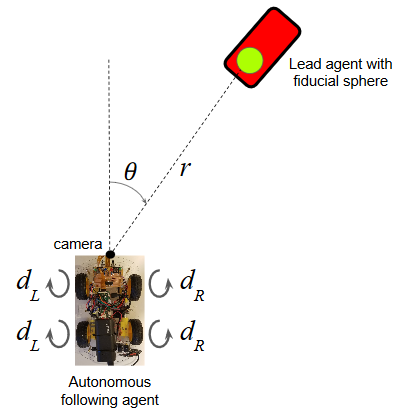 Lead agent with
fiducial sphere
θ
r
camera
d_L d_R
d_L d_R
Autonomous
following agent